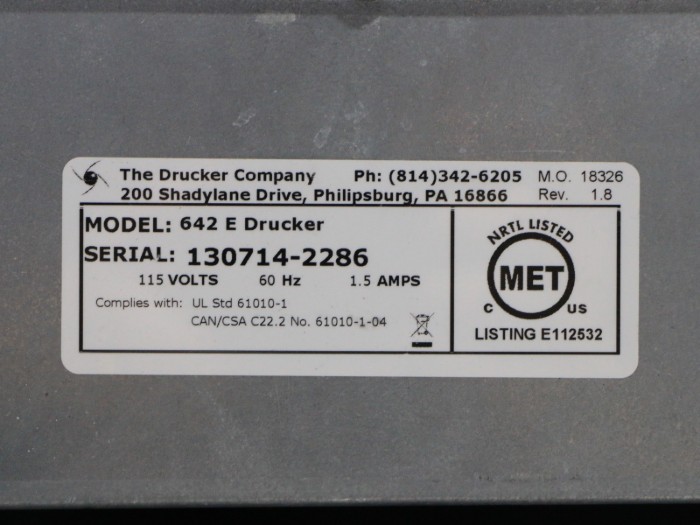 The Drucker Company Ph: (814)342-6205 M.O. 18326
200 Shadylane Drive, Philipsburg, PA 16866 Rev. 1.8
MODEL: 642 E Drucker
SERIAL: 130714-2286
115 VOLTS 60 Hz 1.5 AMPS
Complies with: UL Std 61010-1
CAN/CSA C22.2 No. 61010-1-04
NRTL LISTED
MET
C US
LISTING E112532